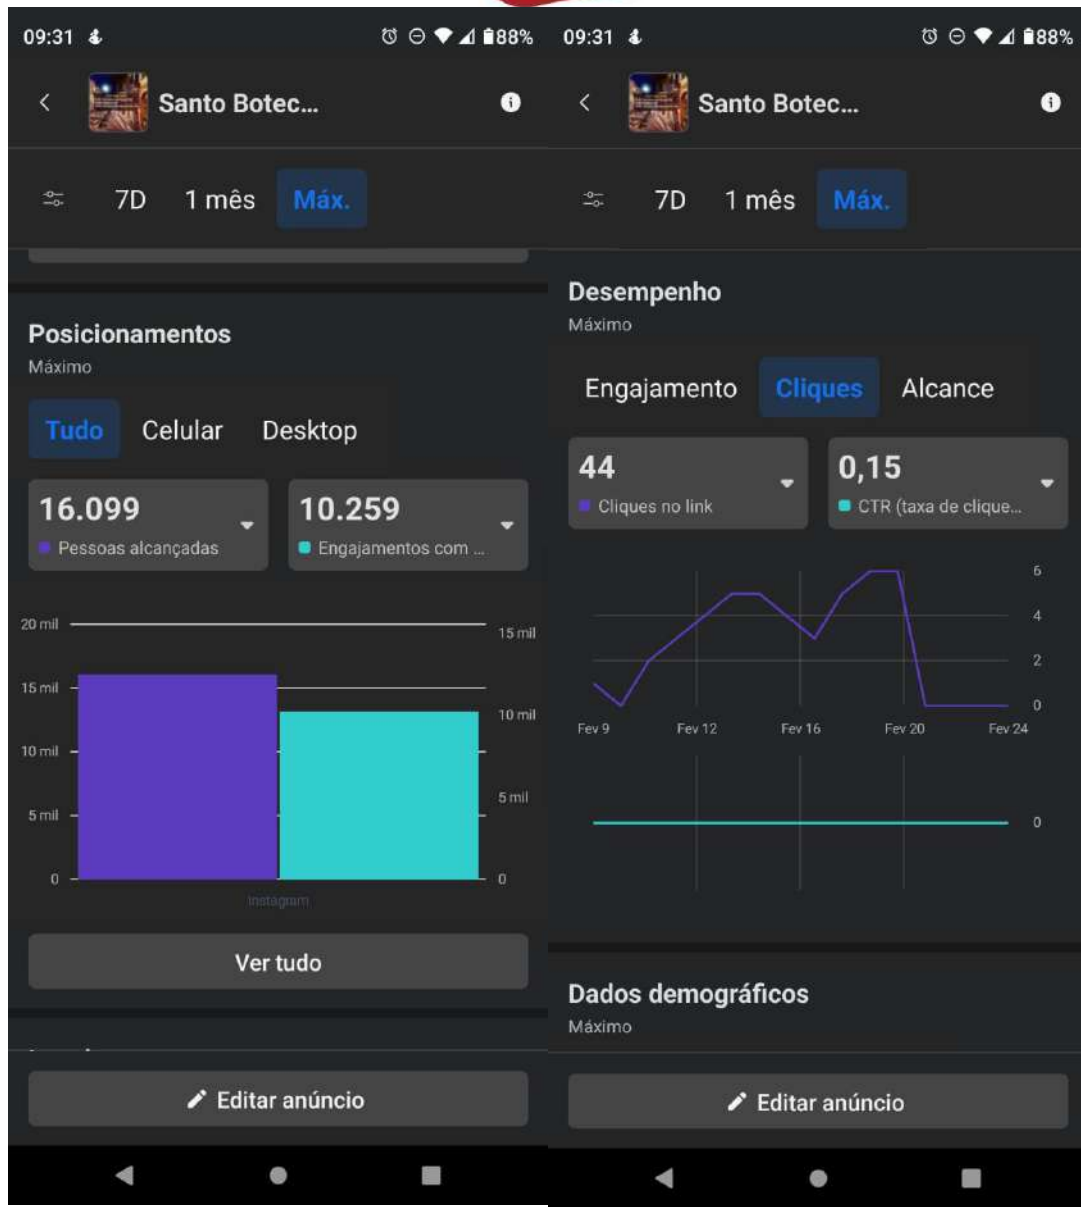 09:31
88%
Santo Botec...
7D 1 mês Máx.
Posicionamentos
Máximo
Tudo Celular Desktop
16.099
Pessoas alcançadas
10.259
Engajamentos com ...
20 mil
15 mil
10 mil
5 mil
0
15 mil
10 mil
5 mil
0
Instagram
Ver tudo
Editar anúncio
09:31
88%
Santo Botec...
7D 1 mês Máx.
Desempenho
Máximo
Engajamento Cliques Alcance
44
Cliques no link
0,15
CTR (taxa de clique...
6
4
2
0
Fev 9 Fev 12 Fev 16 Fev 20 Fev 24
0
Dados demográficos
Máximo
Editar anúncio